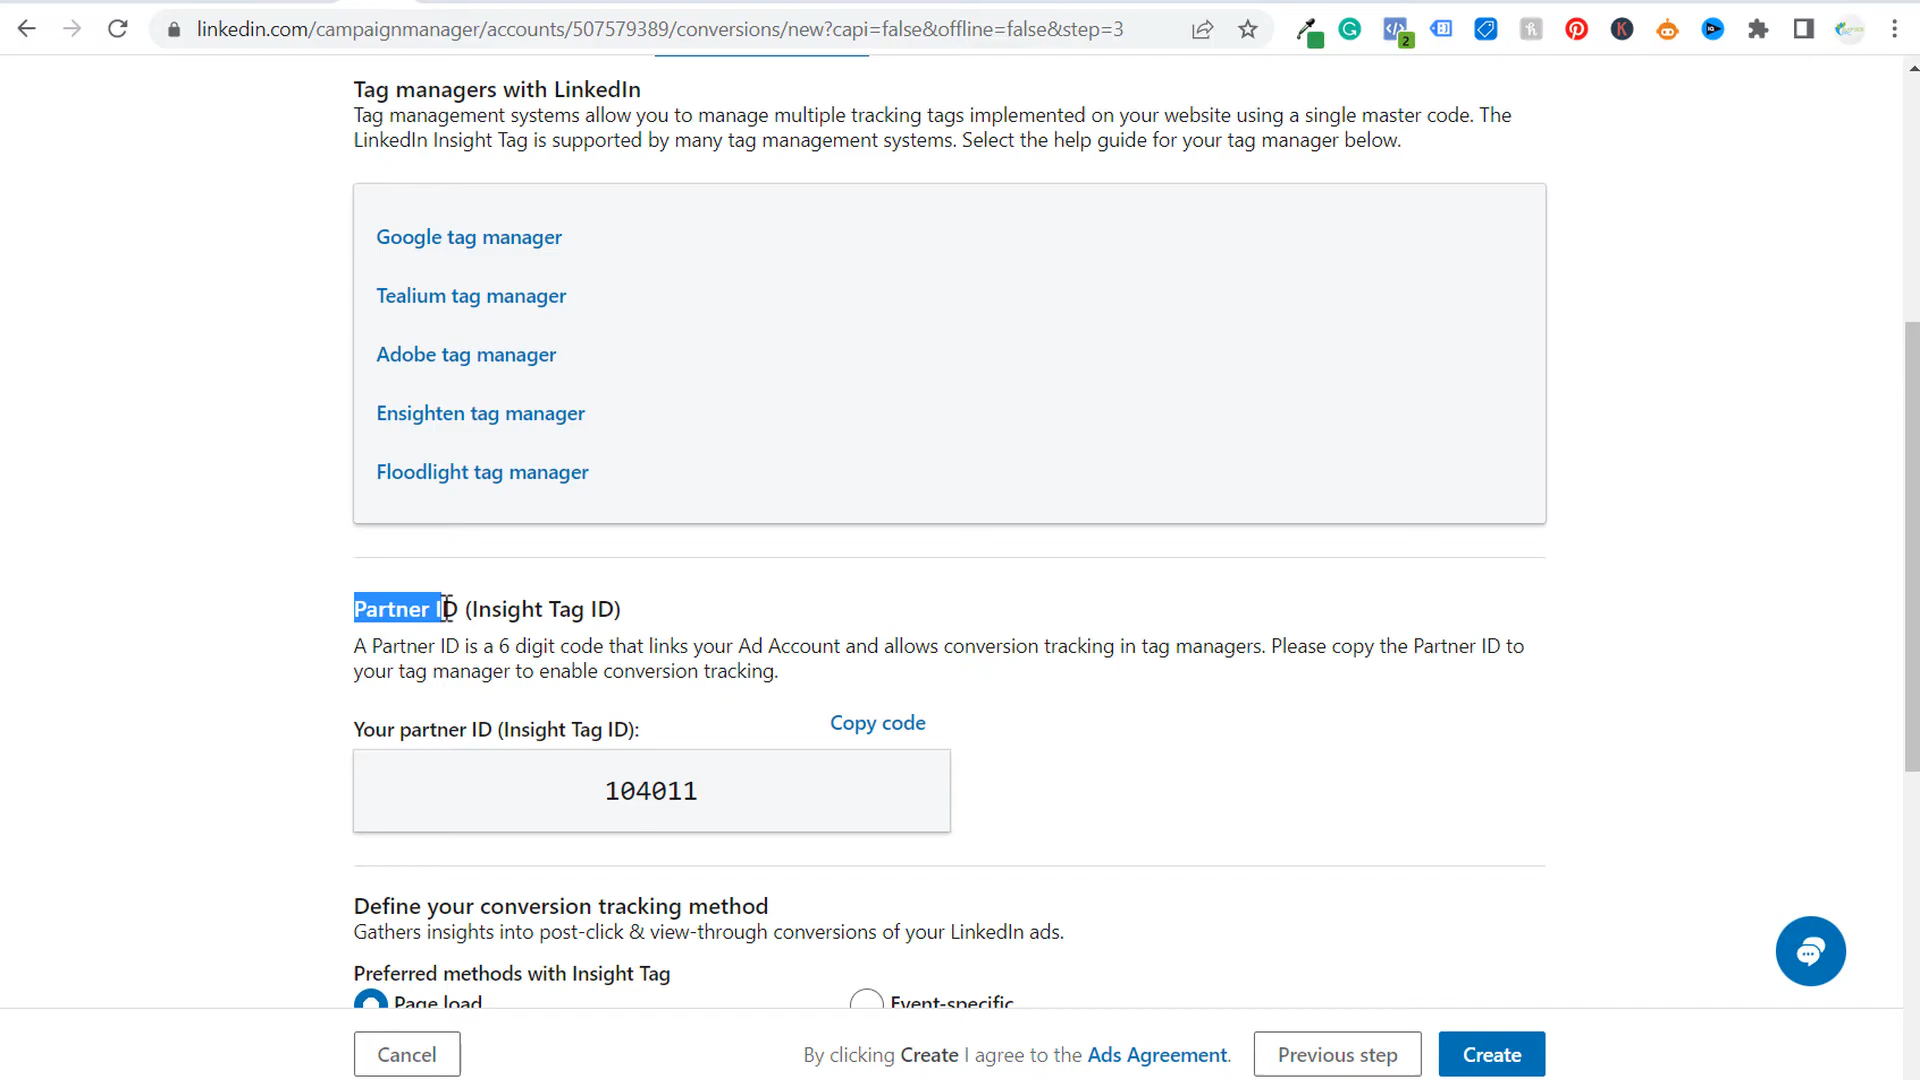 linkedin.com/campaignmanager/accounts/507579389/conversions/new?capi=false&offline=false&step=3
2
Tag managers with LinkedIn
Tag management systems allow you to manage multiple tracking tags implemented on your website using a single master code. The
LinkedIn Insight Tag is supported by many tag management systems. Select the help guide for your tag manager below.
Google tag manager
Tealium tag manager
Adobe tag manager
Ensighten tag manager
Floodlight tag manager
Partner ID (Insight Tag ID)
A Partner ID is a 6 digit code that links your Ad Account and allows conversion tracking in tag managers. Please copy the Partner ID to
your tag manager to enable conversion tracking.
Your partner ID (Insight Tag ID):
Copy code
104011
Define your conversion tracking method
Gathers insights into post-click & view-through conversions of your LinkedIn ads.
Preferred methods with Insight Tag
Page load
Event-specific
Cancel
By clicking Create I agree to the Ads Agreement.
Previous step
Create